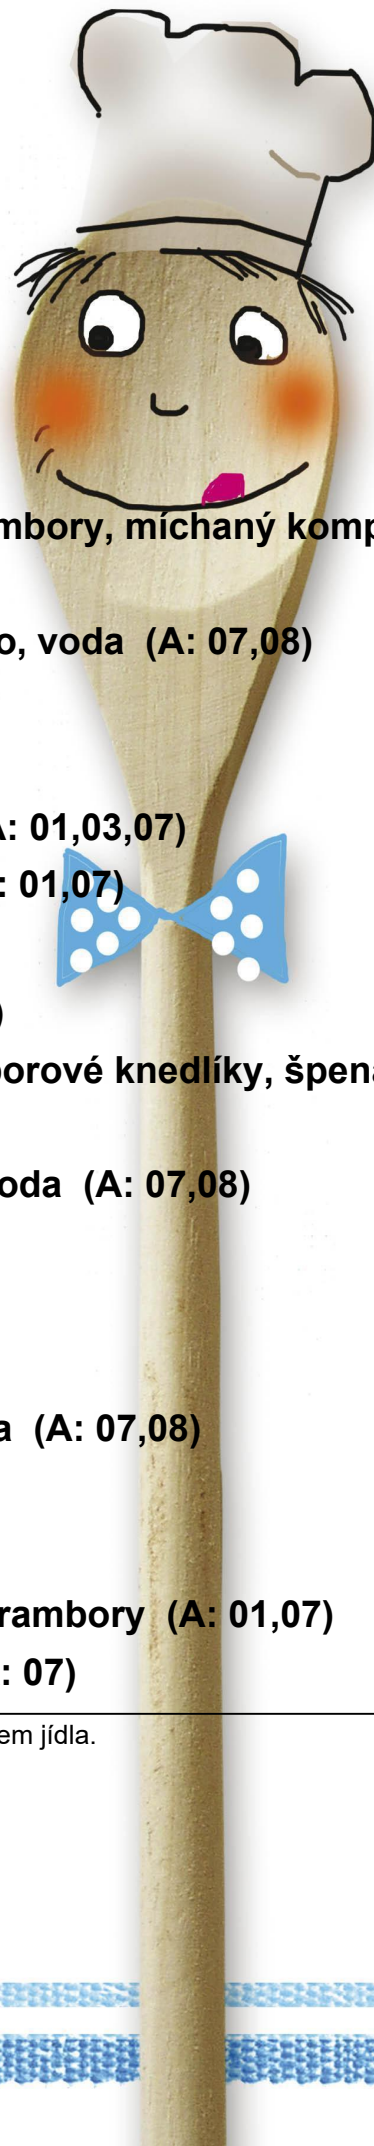 mbory, míchaný komp
o, voda (A: 07,08)
A: 01,03,07)
: 01,07)
)
borové knedlíky, špena
oda (A: 07,08)
a (A: 07,08)
rambory (A: 01,07)
: 07)
em jídla.